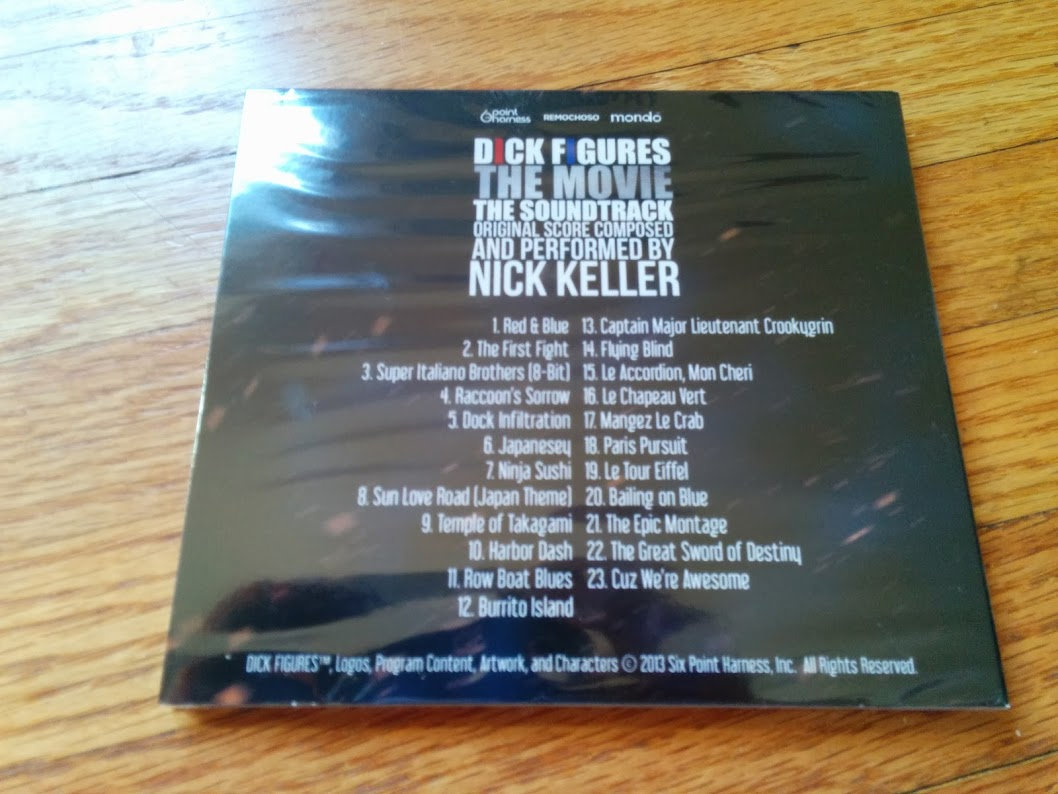 6 point harness REMOCHOSO mondo
DICK FIGURES
THE MOVIE
THE SOUNDTRACK
ORIGINAL SCORE COMPOSED
AND PERFORMED BY
NICK KELLER
1. Red & Blue
2. The First Fight
3. Super Italiano Brothers (8-Bit)
4. Raccoon's Sorrow
5. Dock Infiltration
6. Japanesey
7. Ninja Sushi
8. Sun Love Road (Japan Theme)
9. Temple of Takagami
10. Harbor Dash
11. Row Boat Blues
12. Burrito Island
13. Captain Major Lieutenant Crookygrin
14. Flying Blind
15. Le Accordion, Mon Cheri
16. Le Chapeau Vert
17. Mangez Le Crab
18. Paris Pursuit
19. Le Tour Eiffel
20. Bailing on Blue
21. The Epic Montage
22. The Great Sword of Destiny
23. Cuz We're Awesome
DICK FIGURES™, Logos, Program Content, Artwork, and Characters © 2013 Six Point Harness, Inc. All Rights Reserved.